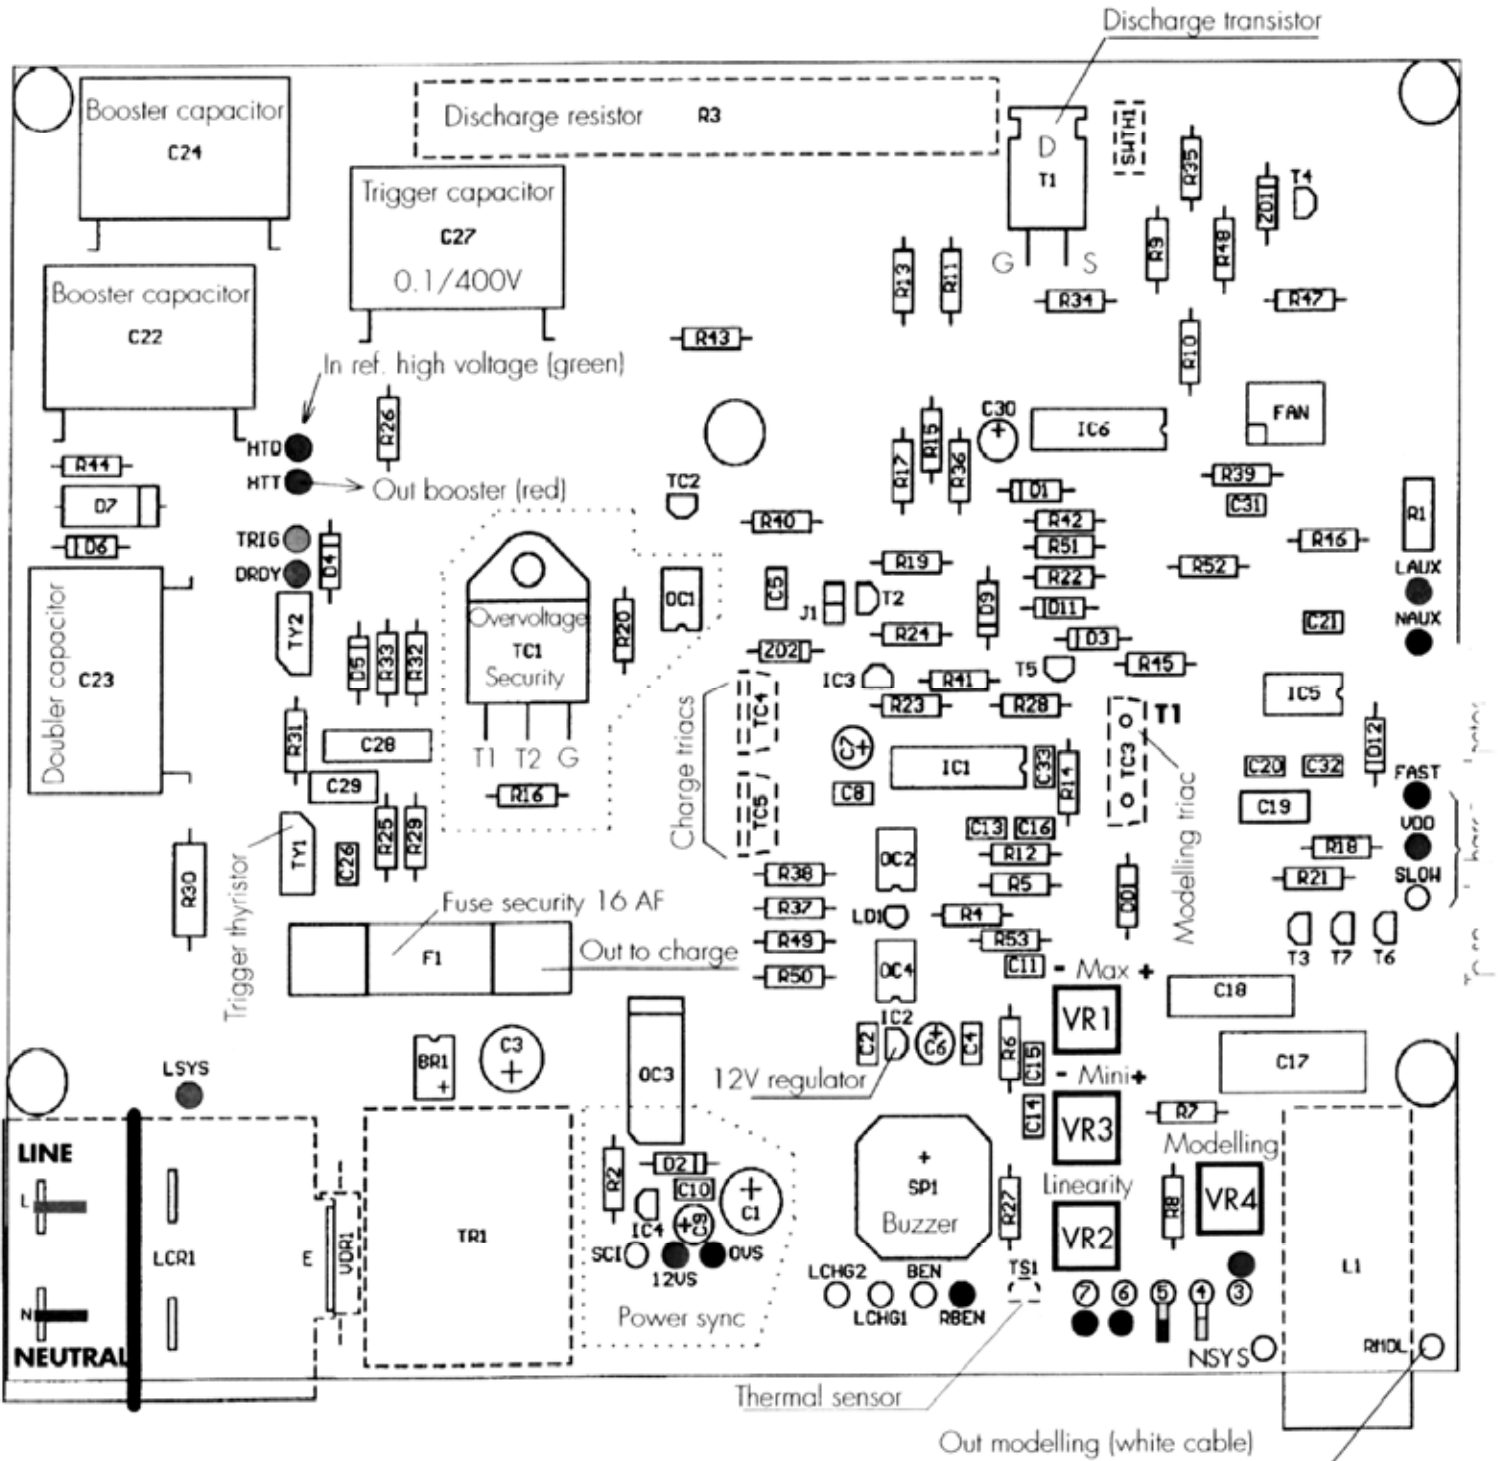 Discharge transistor
Booster capacitor
C24
Discharge resistor R3
D
T1
G S
SWTH1
R35
ZD1
T4
Trigger capacitor
C27
0.1/400V
R9
R48
R13
R11
R34
R47
Booster capacitor
C22
R43
R10
In ref. high voltage (green)
R26
HTO
HTT
Out booster (red)
R44
D7
D6
TRIG
DRDY
D4
TC2
R40
R17
R15
R36
C30
IC6
FAN
D1
R42
R51
R22
D11
D3
R39
C31
R46
R1
R52
LAUX
NAUX
C21
Doubler capacitor
C23
TY2
D5
R33
R32
Overvoltage
TC1
Security
T1 T2 G
R16
R20
OC1
C5
J1
T2
R19
R24
D9
ZD2
IC3
R41
R23
R28
T5
R45
IC5
D12
R31
C28
C29
TY1
C26
R25
R29
R30
Trigger thyristor
Charge triacs
TC4
TC5
C7
C8
IC1
C33
R14
TC3
T1
Modelling triac
C20
C32
C19
FAST
VDD
SLOW
R18
R21
T3
T7
T6
C13
C16
R12
R5
R4
R53
C11
DD1
OC2
LD1
OC4
R38
R37
R49
R50
Fuse security 16 AF
F1
Out to charge
- Max +
VR1
C18
C17
LSYS
BR1
+
C3
+
OC3
C2
IC2
C6
+
C4
12V regulator
R6
C15
- Mini +
C14
VR3
R7
Modelling
VR4
R8
Linearity
VR2
R27
LINE
L
N
NEUTRAL
LCR1
E
VDR1
TR1
R2
D2
C10
IC4
C9
+
C1
+
SCI
12VS
0VS
Power sync
+
SP1
Buzzer
LCHG2
LCHG1
BEN
RBEN
TS1
7 6 5 4 3
NSYS
L1
RMDL
Thermal sensor
Out modelling (white cable)